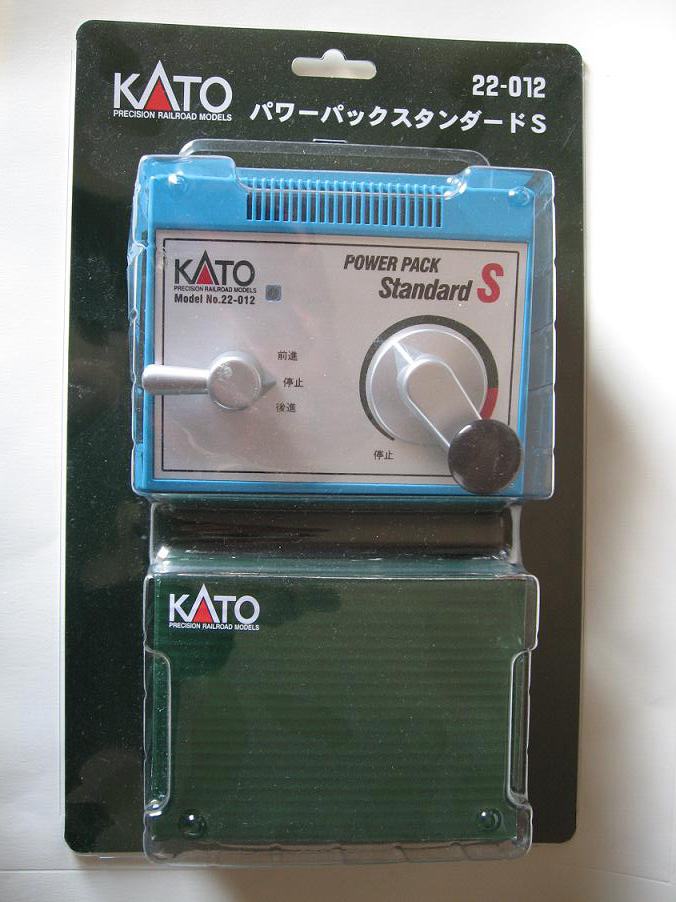 KATO
PRECISION RAILROAD MODELS
22-012
パワーパックスタンダードS
KATO
PRECISION RAILROAD MODELS
Model No.22-012
POWER PACK
Standard S
前進
停止
後進
停止
KATO
PRECISION RAILROAD MODELS